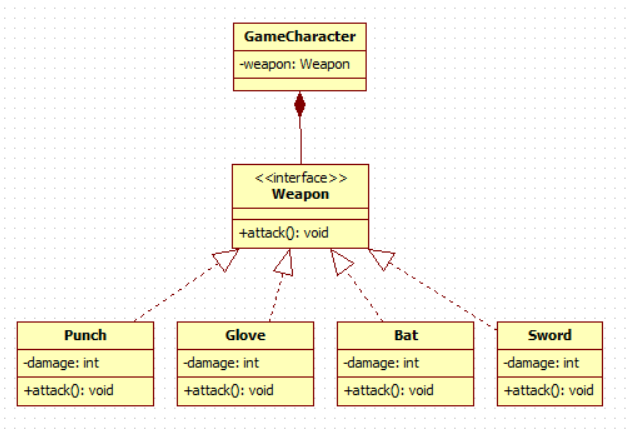 GameCharacter
-weapon: Weapon
<<interface>>
Weapon
+attack(): void
Punch
-damage: int
+attack(): void
Glove
-damage: int
+attack(): void
Bat
-damage: int
+attack(): void
Sword
-damage: int
+attack(): void